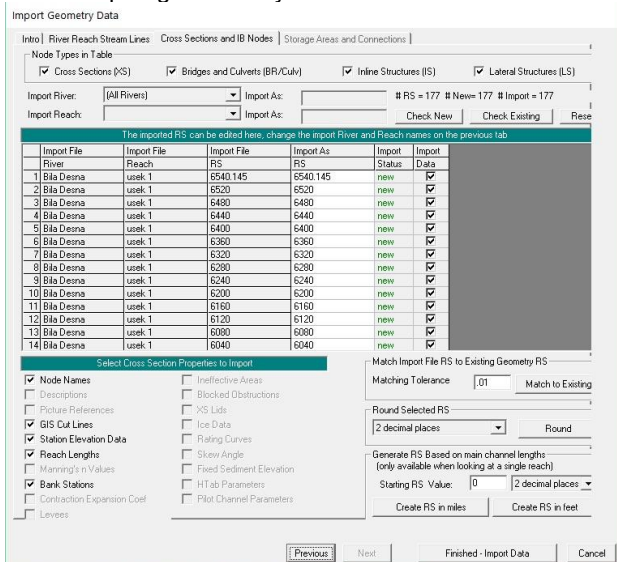 Import Geometry Data
Intro River Reach Stream Lines Cross Sections and IB Nodes Storage Areas and Connections
Node Types in Table
Cross Sections (XS) Bridges and Culverts (BR/Culv) Inline Structures (IS) Lateral Structures (LS)
Import River: (All Rivers) Import As: # RS = 177 # New= 177 # Import = 177
Import Reach: Import As: Check New Check Existing Rese
The imported RS can be edited here, change the import River and Reach names on the previous tab
Import File Import File Import File Import As Import Import
River Reach RS RS Status Data
1 Bila Desna usek 1 6540.145 6540.145 new
2 Bila Desna usek 1 6520 6520 new
3 Bila Desna usek 1 6480 6480 new
4 Bila Desna usek 1 6440 6440 new
5 Bila Desna usek 1 6400 6400 new
6 Bila Desna usek 1 6360 6360 new
7 Bila Desna usek 1 6320 6320 new
8 Bila Desna usek 1 6280 6280 new
9 Bila Desna usek 1 6240 6240 new
10 Bila Desna usek 1 6200 6200 new
11 Bila Desna usek 1 6160 6160 new
12 Bila Desna usek 1 6120 6120 new
13 Bila Desna usek 1 6080 6080 new
14 Bila Desna usek 1 6040 6040 new
Select Cross Section Properties to Import
Node Names Ineffective Areas
Descriptions Blocked Obstructions
Picture References XS Lids
GIS Cut Lines Ice Data
Station Elevation Data Rating Curves
Reach Lengths Skew Angle
Manning's n Values Fixed Sediment Elevation
Bank Stations HTab Parameters
Contraction Expansion Coef Pilot Channel Parameters
Levees
Match Import File RS to Existing Geometry RS
Matching Tolerance .01 Match to Existing
Round Selected RS
2 decimal places Round
Generate RS Based on main channel lengths
(only available when looking at a single reach)
Starting RS Value: 0 2 decimal places
Create RS in miles Create RS in feet
Previous Next Finished - Import Data Cancel